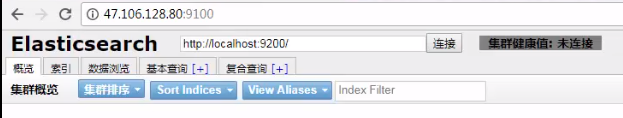 47.106.128.80:9100
Elasticsearch http://localhost:9200/ 连接 集群健康值: 未连接
概览 索引 数据浏览 基本查询 [+] 复合查询 [+]
集群概览 集群排序 Sort Indices View Aliases Index Filter